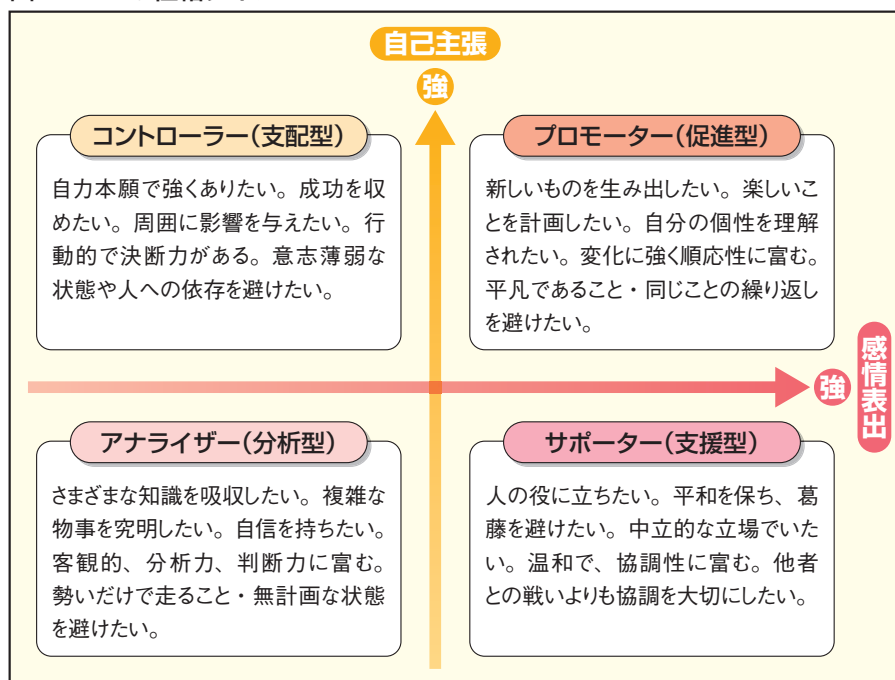 自己主張
強
コントローラー(支配型)
自力本願で強くありたい。成功を収
めたい。周囲に影響を与えたい。行
動的で決断力がある。意志薄弱な
状態や人への依存を避けたい。
プロモーター(促進型)
新しいものを生み出したい。楽しいこ
とを計画したい。自分の個性を理解
されたい。変化に強く順応性に富む。
平凡であること・同じことの繰り返し
を避けたい。
強
感情表出
アナライザー(分析型)
さまざまな知識を吸収したい。複雑な
物事を究明したい。自信を持ちたい。
客観的、分析力、判断力に富む。
勢いだけで走ること・無計画な状態
を避けたい。
サポーター(支援型)
人の役に立ちたい。平和を保ち、葛
藤を避けたい。中立的な立場でいた
い。温和で、協調性に富む。他者
との戦いよりも協調を大切にしたい。